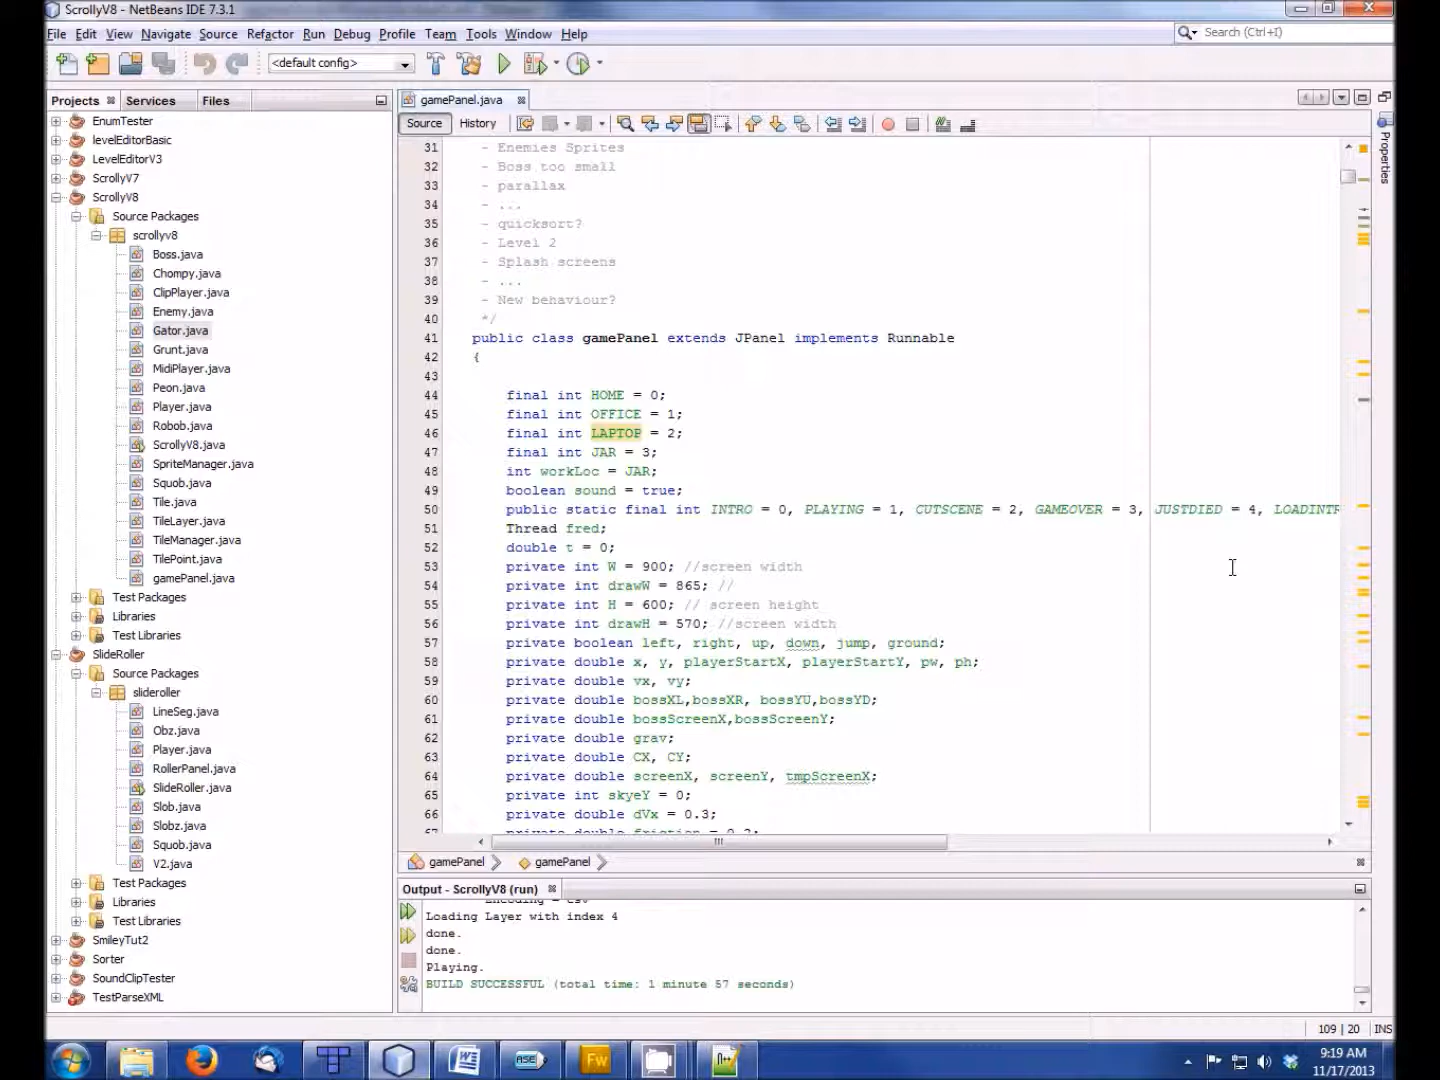 ScrollyV8 - NetBeans IDE 7.3.1
File Edit View Navigate Source Refactor Run Debug Profile Team Tools Window Help
Search (Ctrl+I)
<default config>
Projects Services Files
gamePanel.java
Source History
EnumTester
levelEditorBasic
LevelEditorV3
ScrollyV7
ScrollyV8
Source Packages
scrollyv8
Boss.java
Chompy.java
ClipPlayer.java
Enemy.java
Gator.java
Grunt.java
MidiPlayer.java
Peon.java
Player.java
Robob.java
ScrollyV8.java
SpriteManager.java
Squob.java
Tile.java
TileLayer.java
TileManager.java
TilePoint.java
gamePanel.java
Test Packages
Libraries
Test Libraries
SlideRoller
Source Packages
slideroller
LineSeg.java
Obz.java
Player.java
RollerPanel.java
SlideRoller.java
Slob.java
Slobz.java
Squob.java
V2.java
Test Packages
Libraries
Test Libraries
SmileyTut2
Sorter
SoundClipTester
TestParseXML
31 - Enemies Sprites
32 - Boss too small
33 - parallax
34 - ...
35 - quicksort?
36 - Level 2
37 - Splash screens
38 - ...
39 - New behaviour?
40 */
41 public class gamePanel extends JPanel implements Runnable
42 {
43
44 final int HOME = 0;
45 final int OFFICE = 1;
46 final int LAPTOP = 2;
47 final int JAR = 3;
48 int workLoc = JAR;
49 boolean sound = true;
50 public static final int INTRO = 0, PLAYING = 1, CUTSCENE = 2, GAMEOVER = 3, JUSTDIED = 4, LOADINTR
51 Thread fred;
52 double t = 0;
53 private int W = 900; //screen width
54 private int drawW = 865; //
55 private int H = 600; // screen height
56 private int drawH = 570; //screen width
57 private boolean left, right, up, down, jump, ground;
58 private double x, y, playerStartX, playerStartY, pw, ph;
59 private double vx, vy;
60 private double bossXL,bossXR, bossYU,bossYD;
61 private double bossScreenX,bossScreenY;
62 private double grav;
63 private double CX, CY;
64 private double screenX, screenY, tmpScreenX;
65 private int skyeY = 0;
66 private double dVx = 0.3;
67 private double friction = 0.2;
Properties
gamePanel gamePanel
Output - ScrollyV8 (run)
Encoding = csv
Loading Layer with index 4
done.
done.
Playing.
BUILD SUCCESSFUL (total time: 1 minute 57 seconds)
109 | 20 INS
W ASE Fw
9:19 AM
11/17/2013